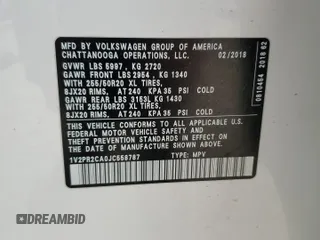 MFD BY VOLKSWAGEN GROUP OF AMERICA
CHATTANOOGA OPERATIONS, LLC. 02/2018
GVWR LBS 5997, KG 2720
GAWR FRONT LBS 2954, KG 1340
WITH 255/50R20 XL TIRES
8JX20 RIMS, AT 240 KPA 35 PSI COLD
GAWR REAR LBS 3153L KG 1430
WITH 255/50R20 XL TIRES
8JX20 RIMS, AT 240 KPA 35 PSI COLD
THIS VEHICLE CONFORMS TO ALL APPLICABLE U.S.
FEDERAL MOTOR VEHICLE SAFETY AND THEFT
PREVENTION STANDARDS IN EFFECT ON THE DATE
OF MANUFACTURE SHOWN ABOVE.
TYPE: MPV
© DREAMBID
DREAMBID.COM